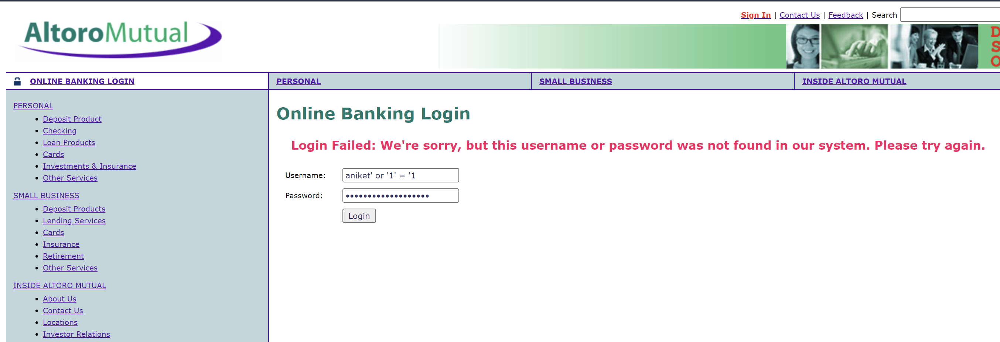 Sign In | Contact Us | Feedback | Search
AltoroMutual
D
S
O
ONLINE BANKING LOGIN
PERSONAL
SMALL BUSINESS
INSIDE ALTORO MUTUAL
PERSONAL
Deposit Product
Checking
Loan Products
Cards
Investments & Insurance
Other Services
SMALL BUSINESS
Deposit Products
Lending Services
Cards
Insurance
Retirement
Other Services
INSIDE ALTORO MUTUAL
About Us
Contact Us
Locations
Investor Relations
Online Banking Login
Login Failed: We're sorry, but this username or password was not found in our system. Please try again.
Username: aniket' or '1' = '1
Password: •••••••••••••••••••
Login